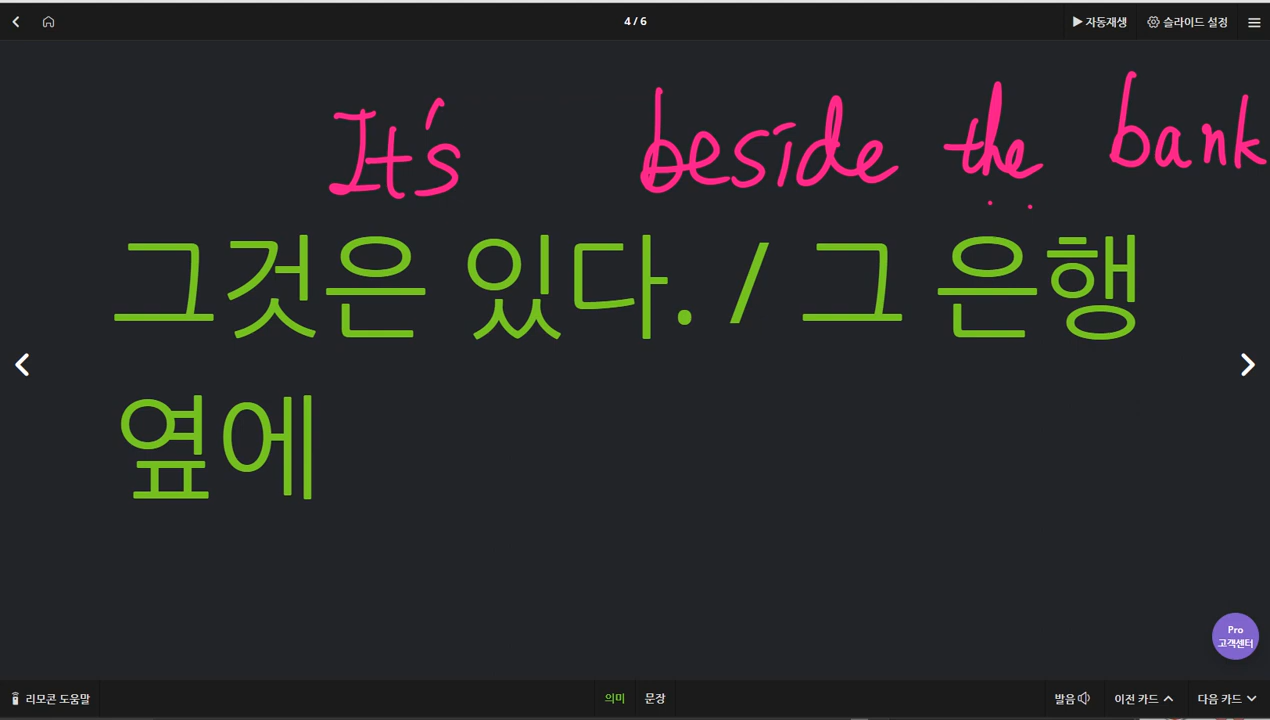 4 / 6
자동재생
슬라이드 설정
It's beside the bank
그것은 있다. / 그 은행
옆에
Pro
고객센터
리모콘 도움말
의미
문장
발음
이전 카드
다음 카드